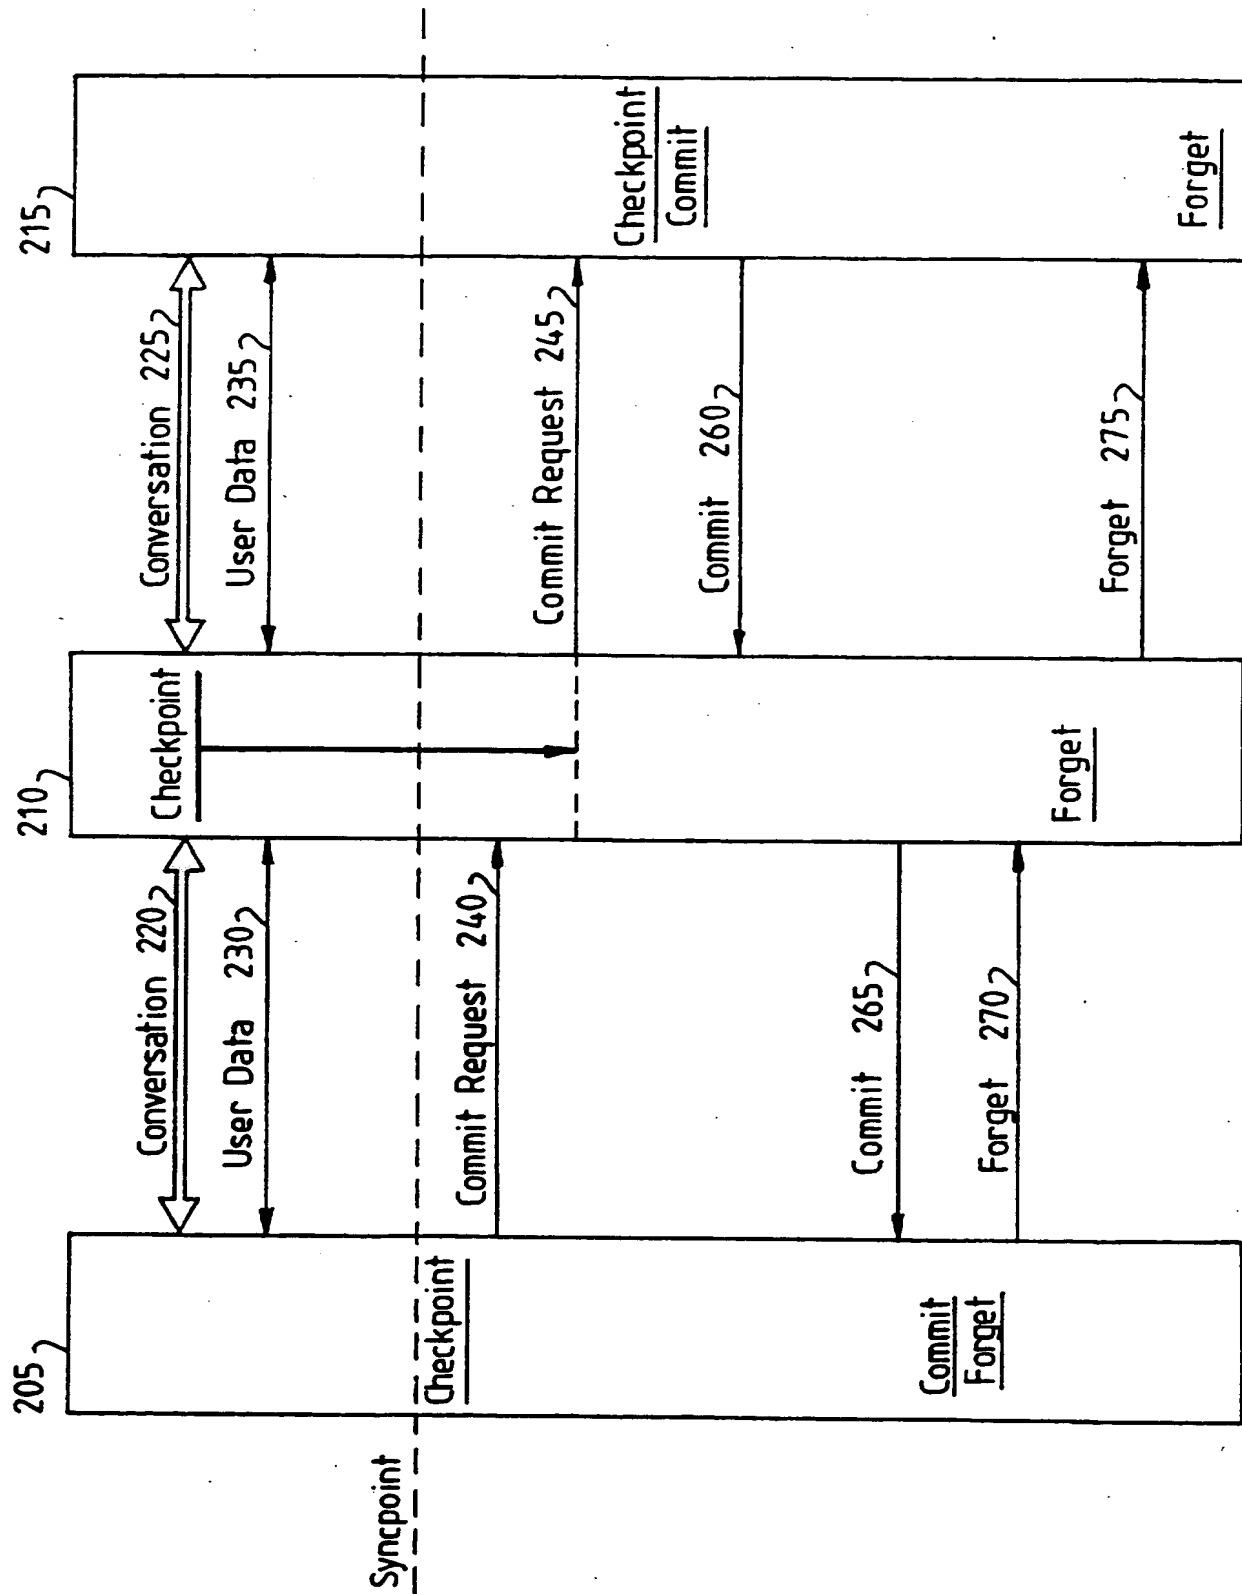 205
210
215
Conversation 220
Checkpoint
Conversation 225
User Data 230
User Data 235
Syncpoint
Checkpoint
Commit Request 240
Commit Request 245
Checkpoint
Commit
Commit 260
Commit 265
Commit
Forget
Forget 270
Forget
Forget 275
Forget